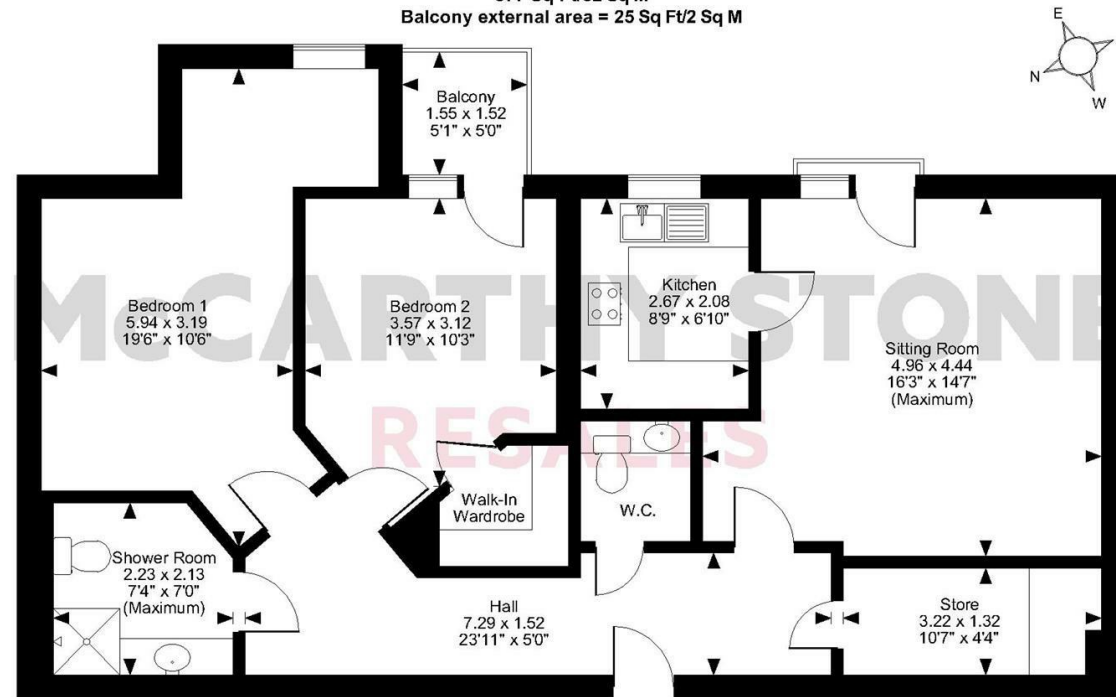 Balcony external area = 25 Sq Ft/2 Sq M
E
N
W
Balcony
1.55 x 1.52
5'1" x 5'0"
Bedroom 1
5.94 x 3.19
19'6" x 10'6"
Bedroom 2
3.57 x 3.12
11'9" x 10'3"
Kitchen
2.67 x 2.08
8'9" x 6'10"
Sitting Room
4.96 x 4.44
16'3" x 14'7"
(Maximum)
McCARTHY STONE
RESALES
Walk-In
Wardrobe
W.C.
Shower Room
2.23 x 2.13
7'4" x 7'0"
(Maximum)
Hall
7.29 x 1.52
23'11" x 5'0"
Store
3.22 x 1.32
10'7" x 4'4"